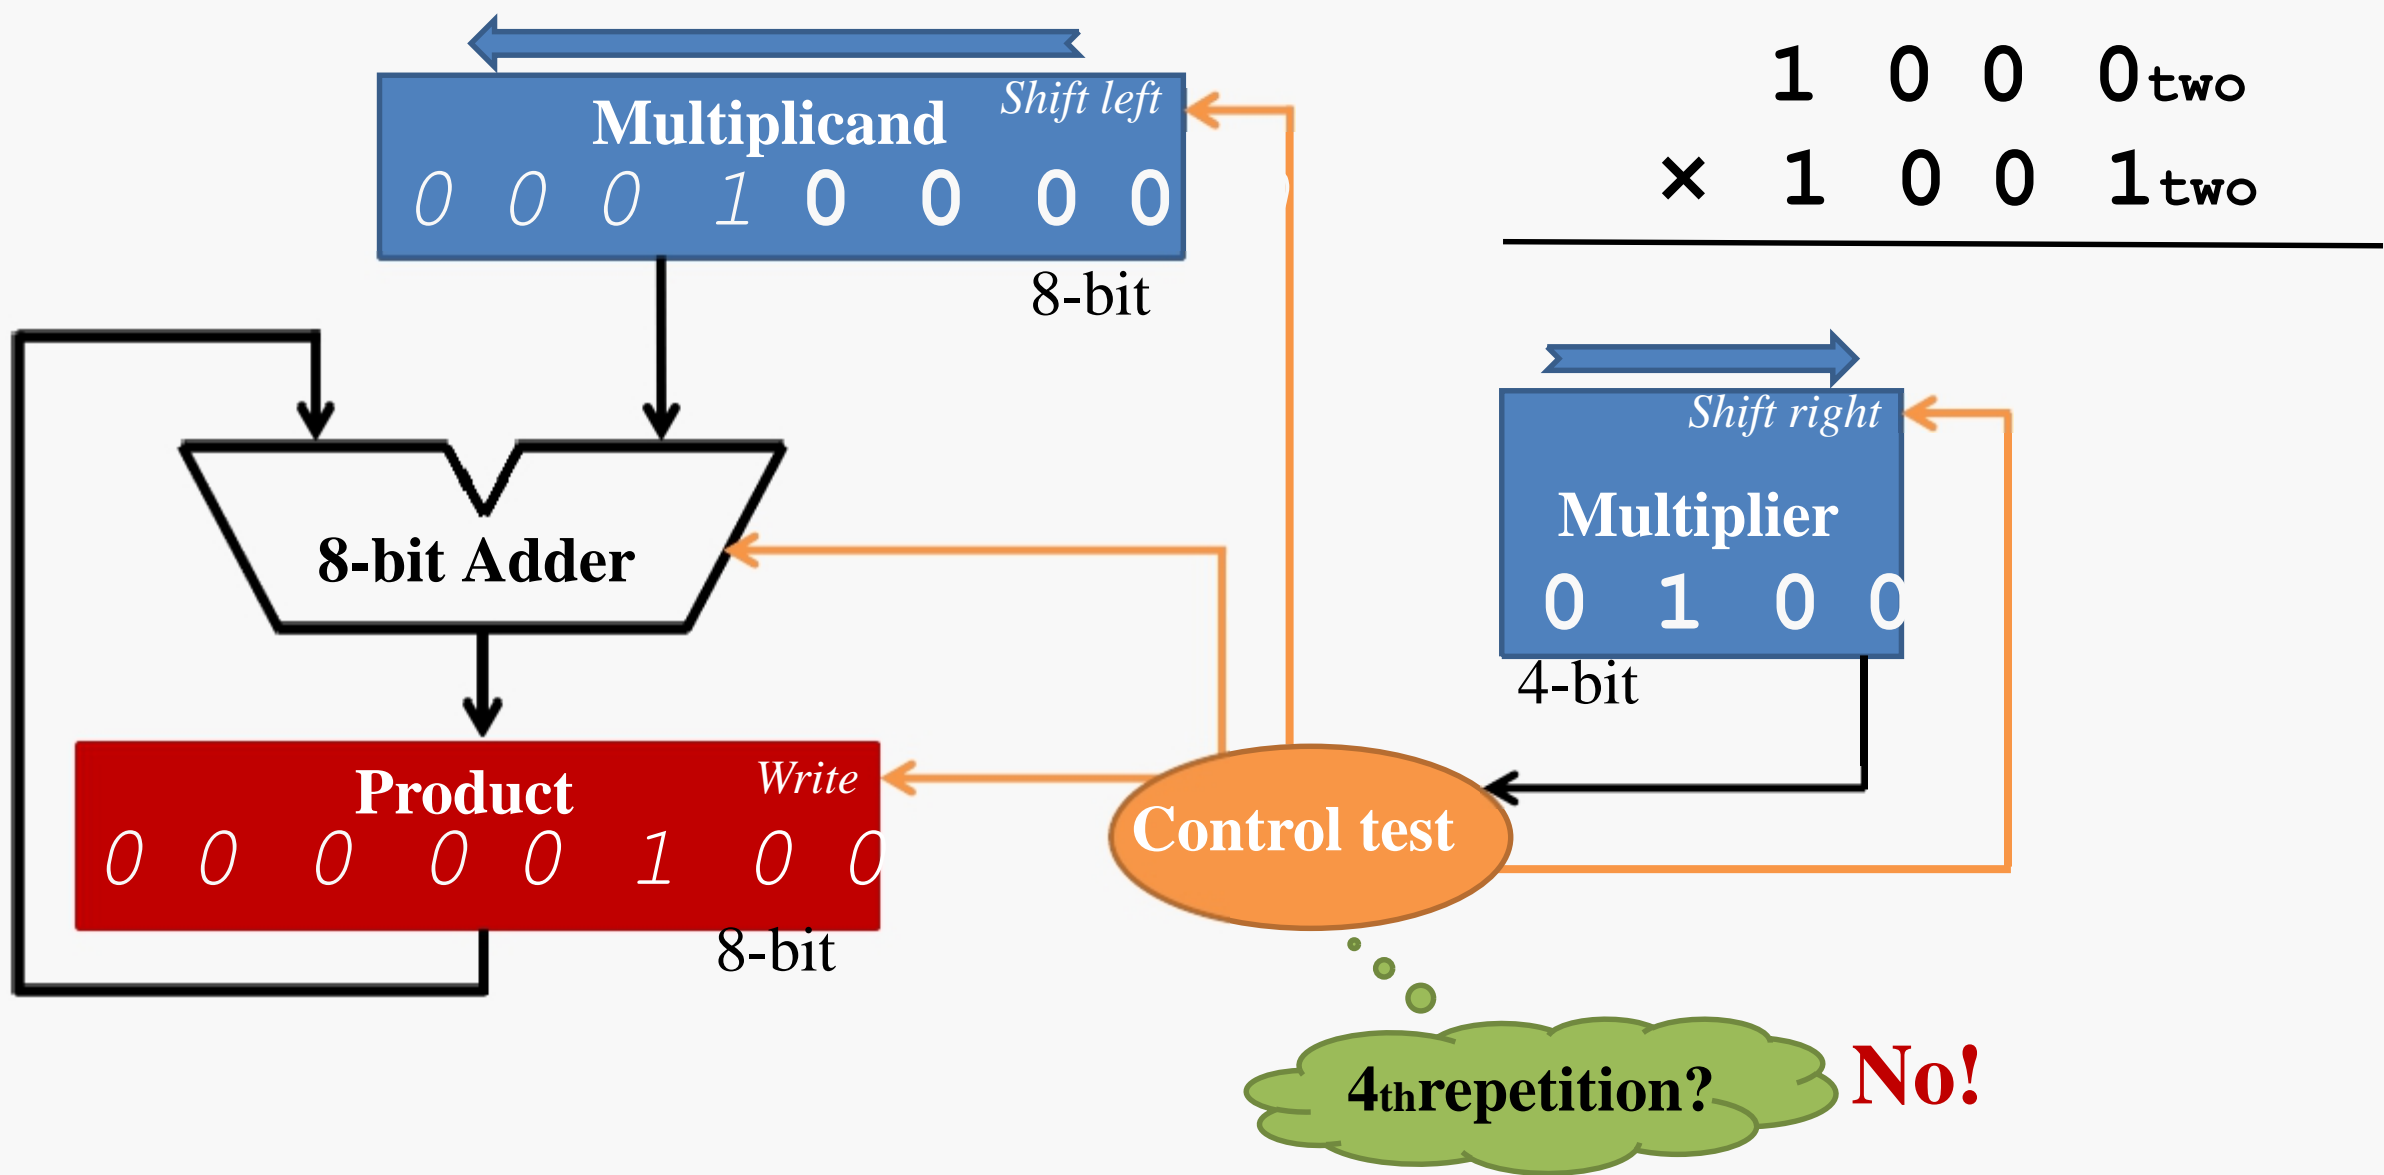 Shift left
Multiplicand
0 0 0 1 0 0 0 0
8-bit
1 0 0 0two
× 1 0 0 1two
Shift right
Multiplier
0 1 0 0
4-bit
8-bit Adder
Product
Write
0 0 0 0 0 1 0 0
8-bit
Control test
4threpetition?
No!